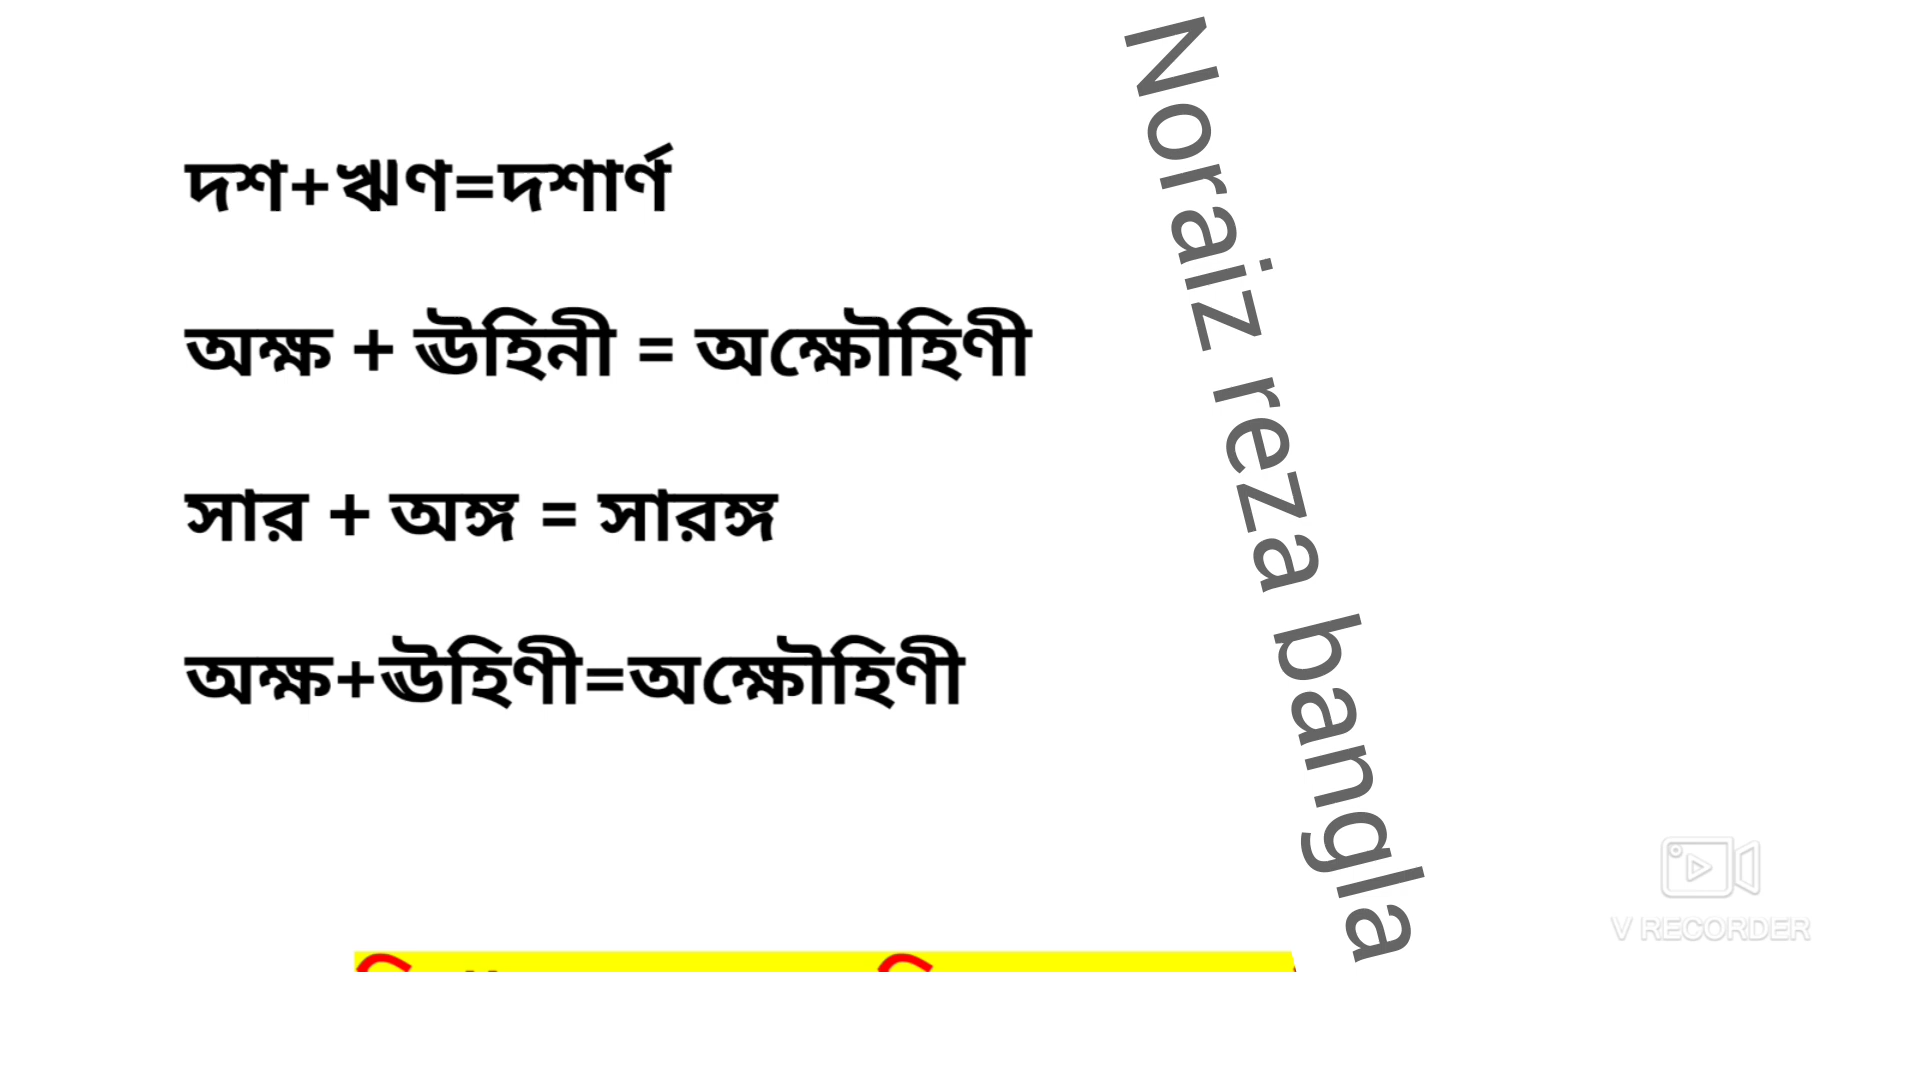 দশ+ঋণ=দশার্ণ
অক্ষ + ঊহিনী = অক্ষৌহিণী
সার + অঙ্গ = সারঙ্গ
অক্ষ+ঊহিণী=অক্ষৌহিণী
Noraiz reza bangla
V RECORDER